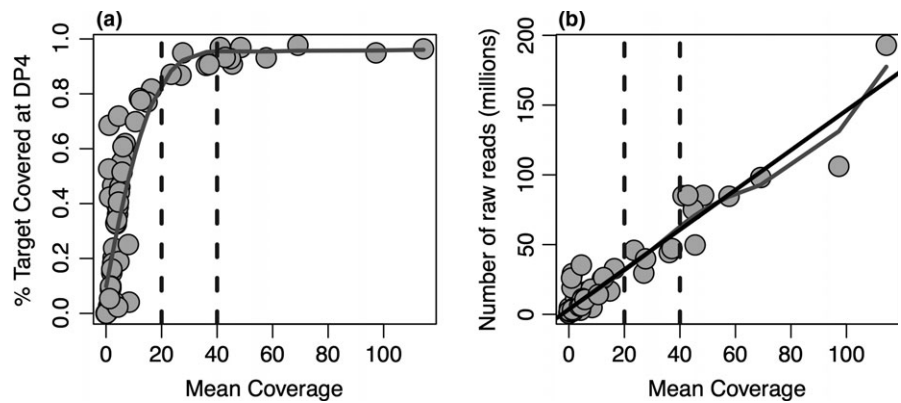 (a)
% Target Covered at DP4
1.0
0.8
0.6
0.4
0.2
0.0
0 20 40 60 80 100
Mean Coverage
(b)
Number of raw reads (millions)
200
150
100
50
0
0 20 40 60 80 100
Mean Coverage